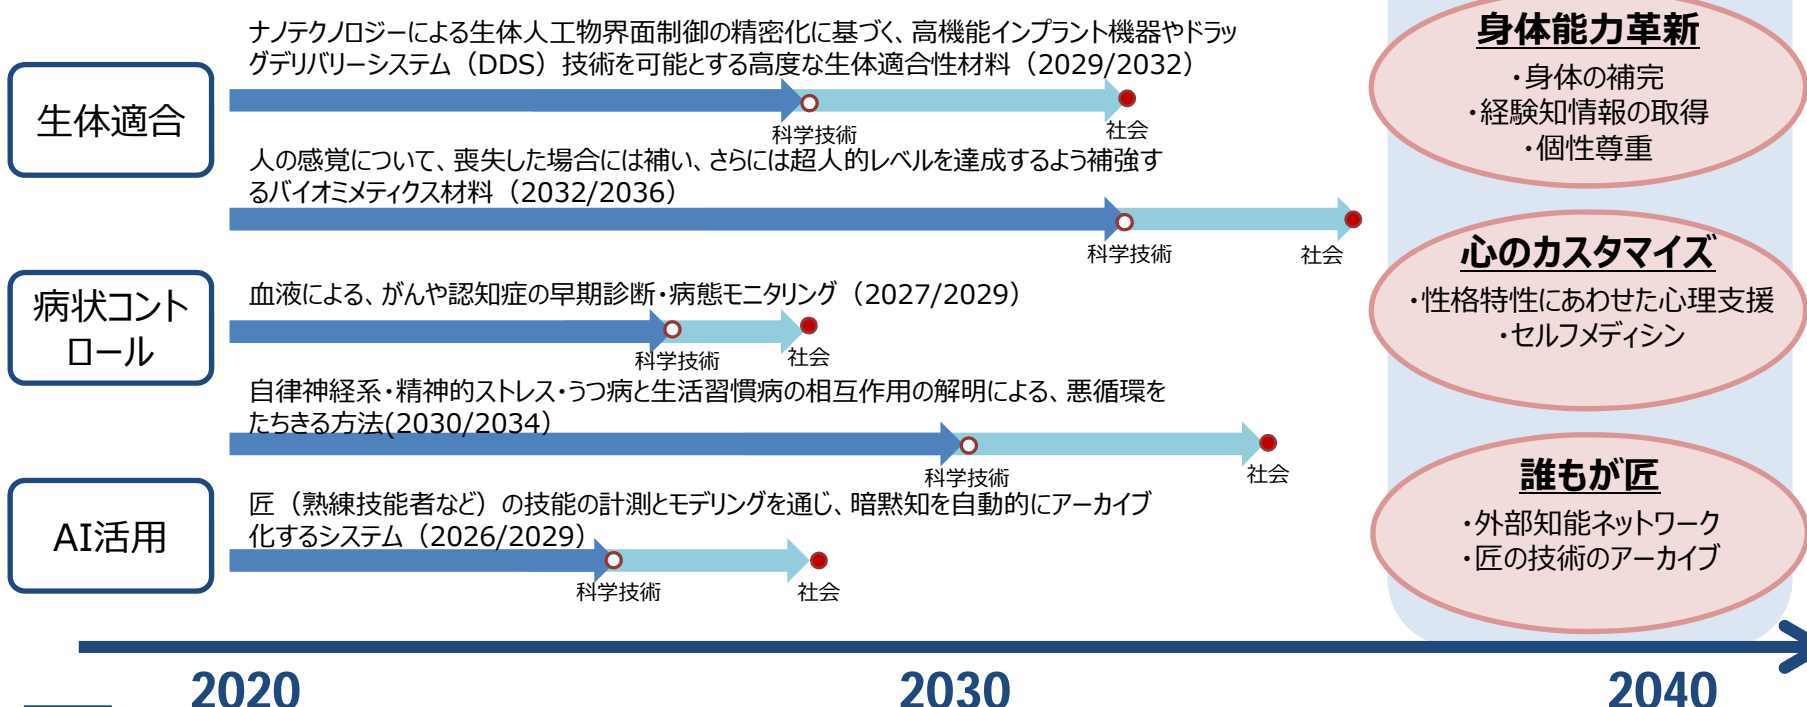 ナノテクノロジーによる生体人工物界面制御の精密化に基づく、高機能インプラント機器やドラッ
グデリバリーシステム（DDS）技術を可能とする高度な生体適合性材料（2029/2032）
生体適合
科学技術
社会
人の感覚について、喪失した場合には補い、さらには超人的レベルを達成するよう補強す
るバイオミメティクス材料（2032/2036）
科学技術
社会
病状コント
ロール
血液による、がんや認知症の早期診断・病態モニタリング（2027/2029）
科学技術
社会
自律神経系・精神的ストレス・うつ病と生活習慣病の相互作用の解明による、悪循環を
たちきる方法(2030/2034）
科学技術
社会
AI活用
匠（熟練技能者など）の技能の計測とモデリングを通じ、暗黙知を自動的にアーカイブ
化するシステム（2026/2029）
科学技術
社会
身体能力革新
・身体の補完
・経験知情報の取得
・個性尊重
心のカスタマイズ
・性格特性にあわせた心理支援
・セルフメディシン
誰もが匠
・外部知能ネットワーク
・匠の技術のアーカイブ
2020
2030
2040